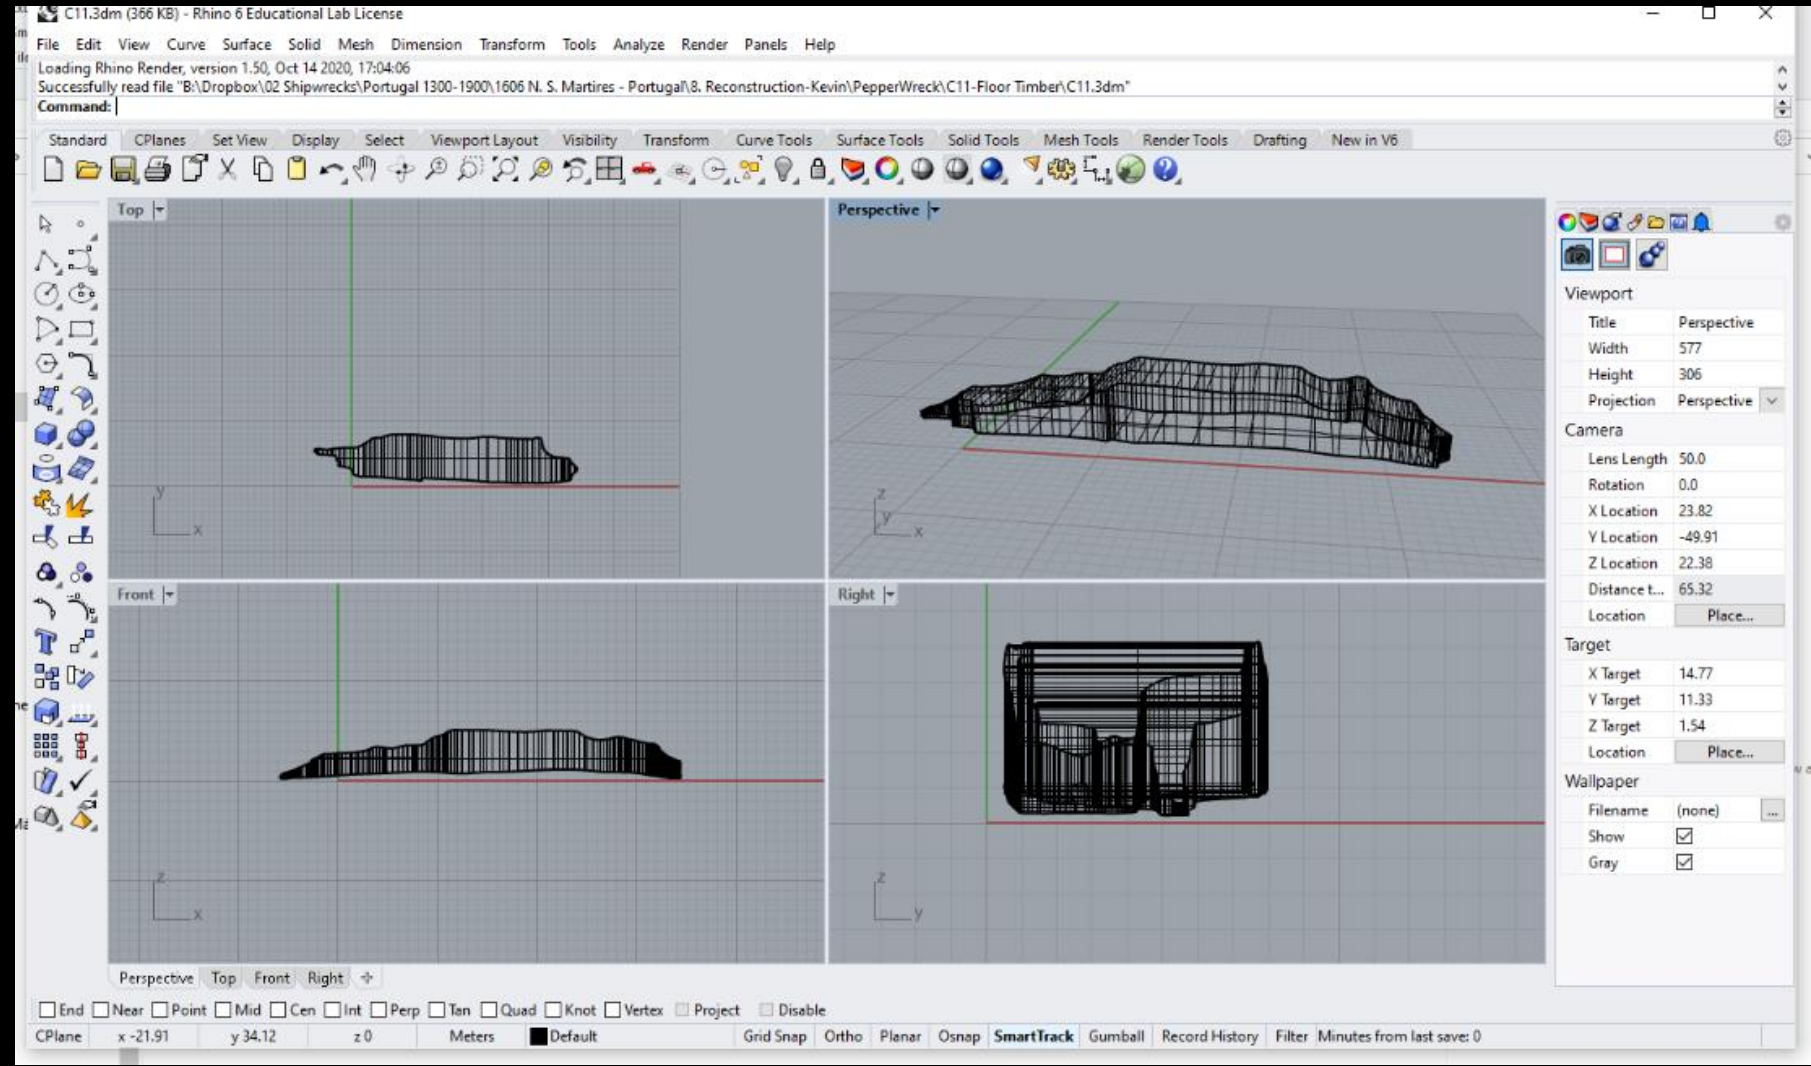 C11.3dm (366 KB) - Rhino 6 Educational Lab License
File Edit View Curve Surface Solid Mesh Dimension Transform Tools Analyze Render Panels Help
Loading Rhino Render, version 1.50, Oct 14 2020, 17:04:06
Successfully read file "B:\Dropbox\02 Shipwrecks\Portugal 1300-1900\1606 N. S. Martires - Portugal\8. Reconstruction-Kevin\PepperWreck\C11-Floor Timber\C11.3dm"
Command:
Standard CPlanes Set View Display Select Viewport Layout Visibility Transform Curve Tools Surface Tools Solid Tools Mesh Tools Render Tools Drafting New in V6
Top
y
x
Perspective
z
y
x
Front
z
x
Right
z
y
Viewport
Title Perspective
Width 577
Height 306
Projection Perspective
Camera
Lens Length 50.0
Rotation 0.0
X Location 23.82
Y Location -49.91
Z Location 22.38
Distance t... 65.32
Location Place...
Target
X Target 14.77
Y Target 11.33
Z Target 1.54
Location Place...
Wallpaper
Filename (none) ...
Show
Gray
Perspective Top Front Right
End Near Point Mid Cen Int Perp Tan Quad Knot Vertex Project Disable
CPlane x -21.91 y 34.12 z 0 Meters Default Grid Snap Ortho Planar Osnap SmartTrack Gumball Record History Filter Minutes from last save: 0